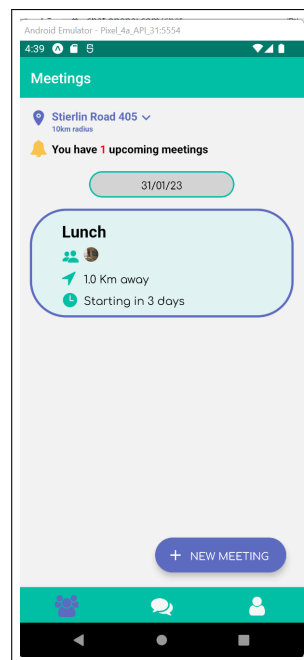 Android Emulator - Pixel_4a_API_31:5554
4:39
Meetings
Stierlin Road 405
10km radius
You have 1 upcoming meetings
31/01/23
Lunch
1.0 Km away
Starting in 3 days
+ NEW MEETING